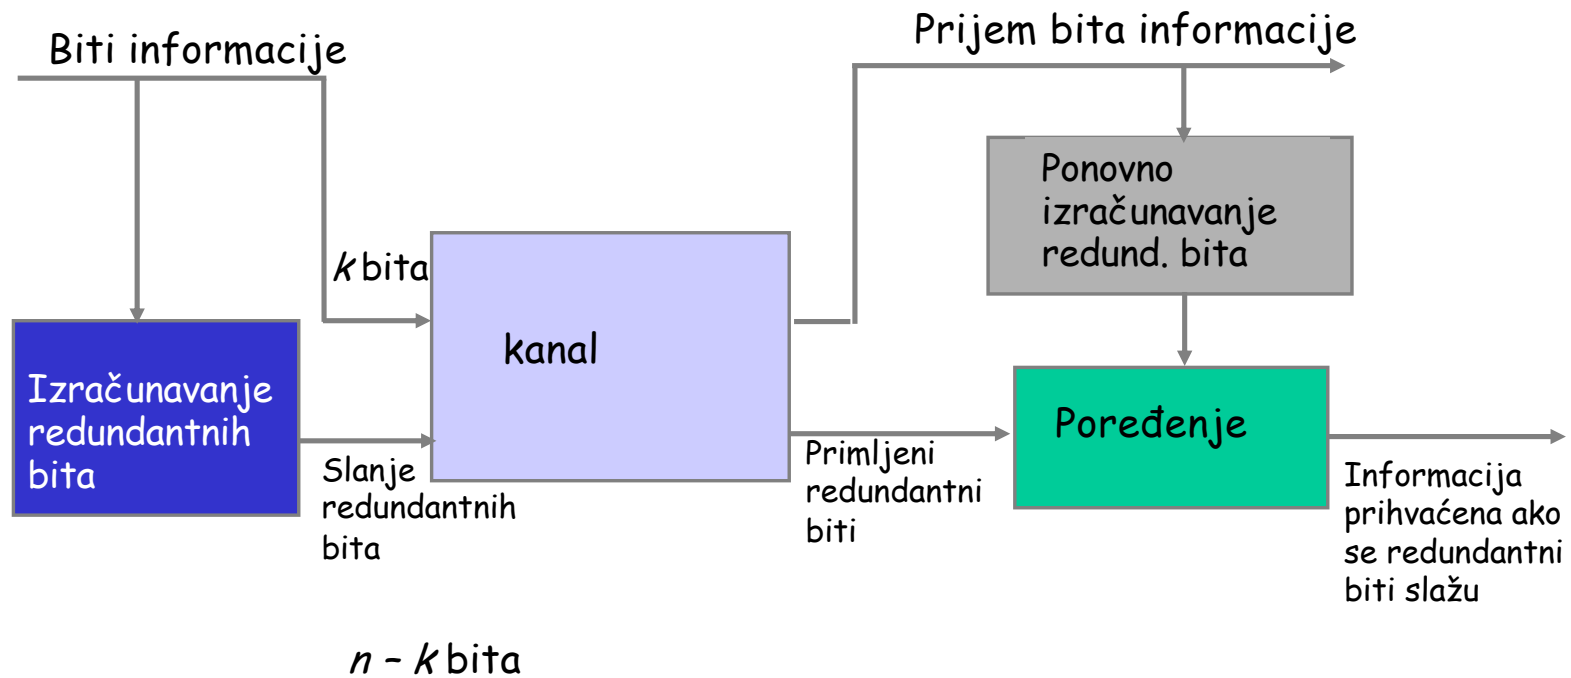 Biti informacije
Prijem bita informacije
Ponovno
izračunavanje
redund. bita
k bita
kanal
Izračunavanje
redundantnih
bita
Slanje
redundantnih
bita
Primljeni
redundantni
biti
Poređenje
Informacija
prihvaćena ako
se redundantni
biti slažu
n – k bita